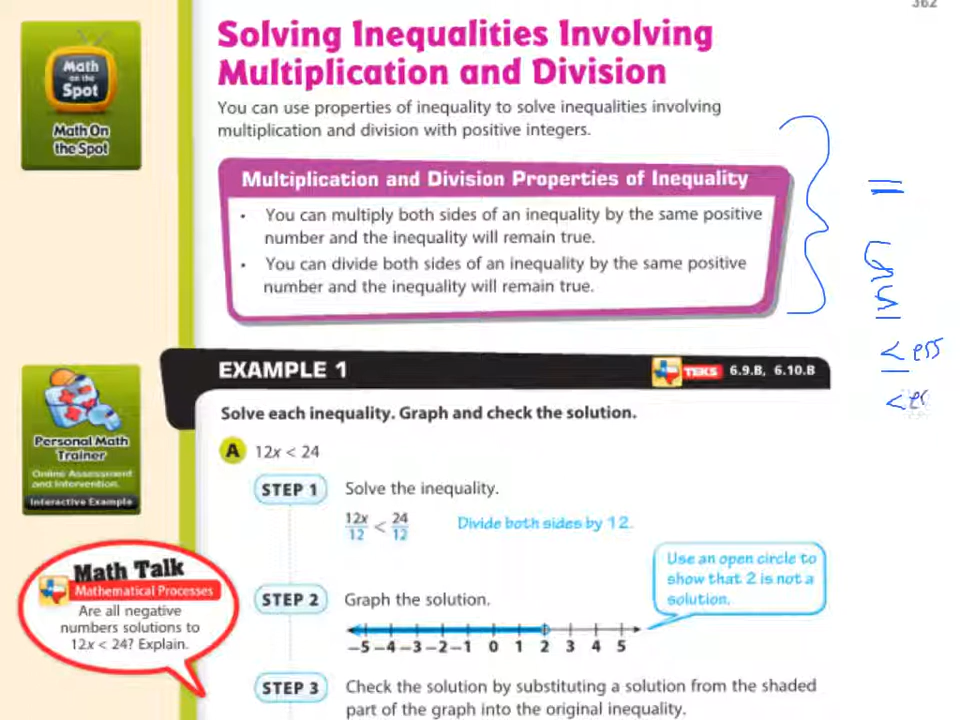 362
Solving Inequalities Involving
Multiplication and Division
Math
on the
Spot
Math On
the Spot
You can use properties of inequality to solve inequalities involving
multiplication and division with positive integers.
Multiplication and Division Properties of Inequality
• You can multiply both sides of an inequality by the same positive
number and the inequality will remain true.
• You can divide both sides of an inequality by the same positive
number and the inequality will remain true.
=
< ess
EXAMPLE 1
TEKS 6.9.B, 6.10.B
Personal Math
Trainer
Online Assessment
and Intervention
Interactive Example
Solve each inequality. Graph and check the solution.
A 12x < 24
STEP 1 Solve the inequality.
12x/12 < 24/12 Divide both sides by 12.
Use an open circle to
show that 2 is not a
solution.
Math Talk
Mathematical Processes
Are all negative
numbers solutions to
12x < 24? Explain.
STEP 2 Graph the solution.
−5 −4 −3 −2 −1 0 1 2 3 4 5
STEP 3 Check the solution by substituting a solution from the shaded
part of the graph into the original inequality.